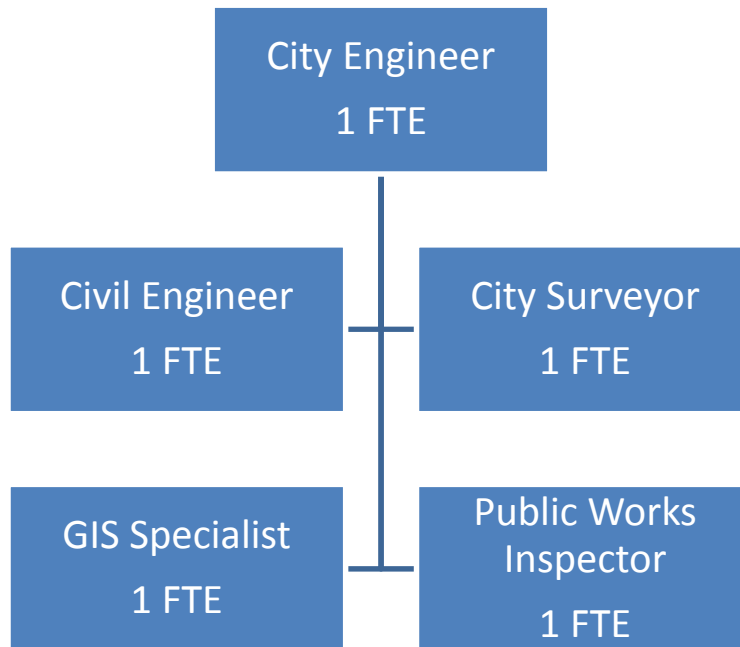 City Engineer
1 FTE
Civil Engineer
1 FTE
City Surveyor
1 FTE
GIS Specialist
1 FTE
Public Works
Inspector
1 FTE